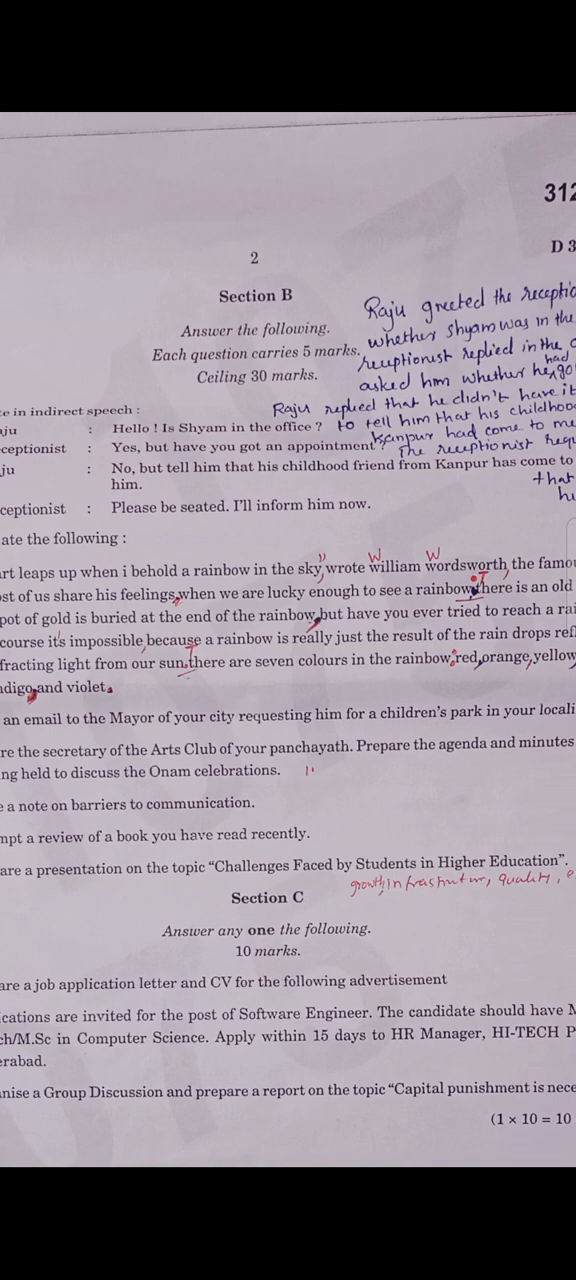 312
2
D 3
Section B
Raju greeted the receptio
Answer the following.
whether shyam was in the
Each question carries 5 marks.
receptionist replied in the
Ceiling 30 marks.
had
asked him whether he go
e in indirect speech :
Raju replied that he didn't have it
aju : Hello ! Is Shyam in the office ?
to tell him that his childhood
ceptionist : Yes, but have you got an appointment ?
Kanpur had come to me
The receptionist requ
ju : No, but tell him that his childhood friend from Kanpur has come to
him.
that
he
ceptionist : Please be seated. I'll inform him now.
ate the following :
art leaps up when i behold a rainbow in the sky wrote william wordsworth the famou
ost of us share his feelings when we are lucky enough to see a rainbow there is an old
pot of gold is buried at the end of the rainbow but have you ever tried to reach a rai
course it's impossible because a rainbow is really just the result of the rain drops refl
fracting light from our sun there are seven colours in the rainbow red orange yellow
ndigo and violet
an email to the Mayor of your city requesting him for a children's park in your locali
re the secretary of the Arts Club of your panchayath. Prepare the agenda and minutes
ng held to discuss the Onam celebrations.
e a note on barriers to communication.
mpt a review of a book you have read recently.
are a presentation on the topic "Challenges Faced by Students in Higher Education".
growth, infrastructure, quality, e
Section C
Answer any one the following.
10 marks.
are a job application letter and CV for the following advertisement
ications are invited for the post of Software Engineer. The candidate should have M
ch/M.Sc in Computer Science. Apply within 15 days to HR Manager, HI-TECH P
erabad.
anise a Group Discussion and prepare a report on the topic "Capital punishment is nece
(1 × 10 = 10